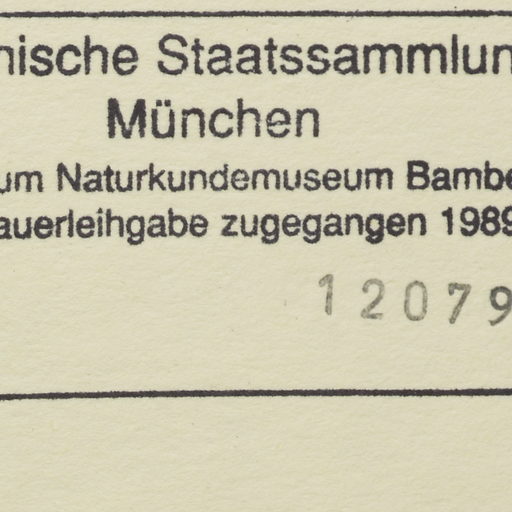 nische Staatssammlun
München
um Naturkundemuseum Bambe
auerleihgabe zugegangen 1989
12079